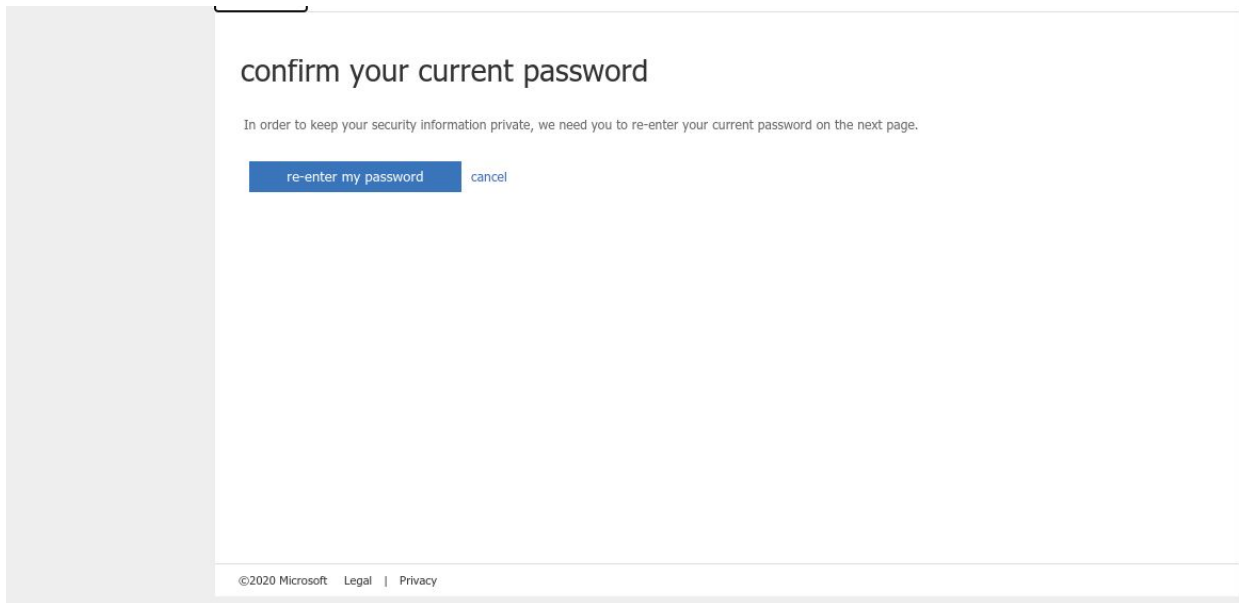 confirm your current password
In order to keep your security information private, we need you to re-enter your current password on the next page.
re-enter my password cancel
©2020 Microsoft Legal | Privacy